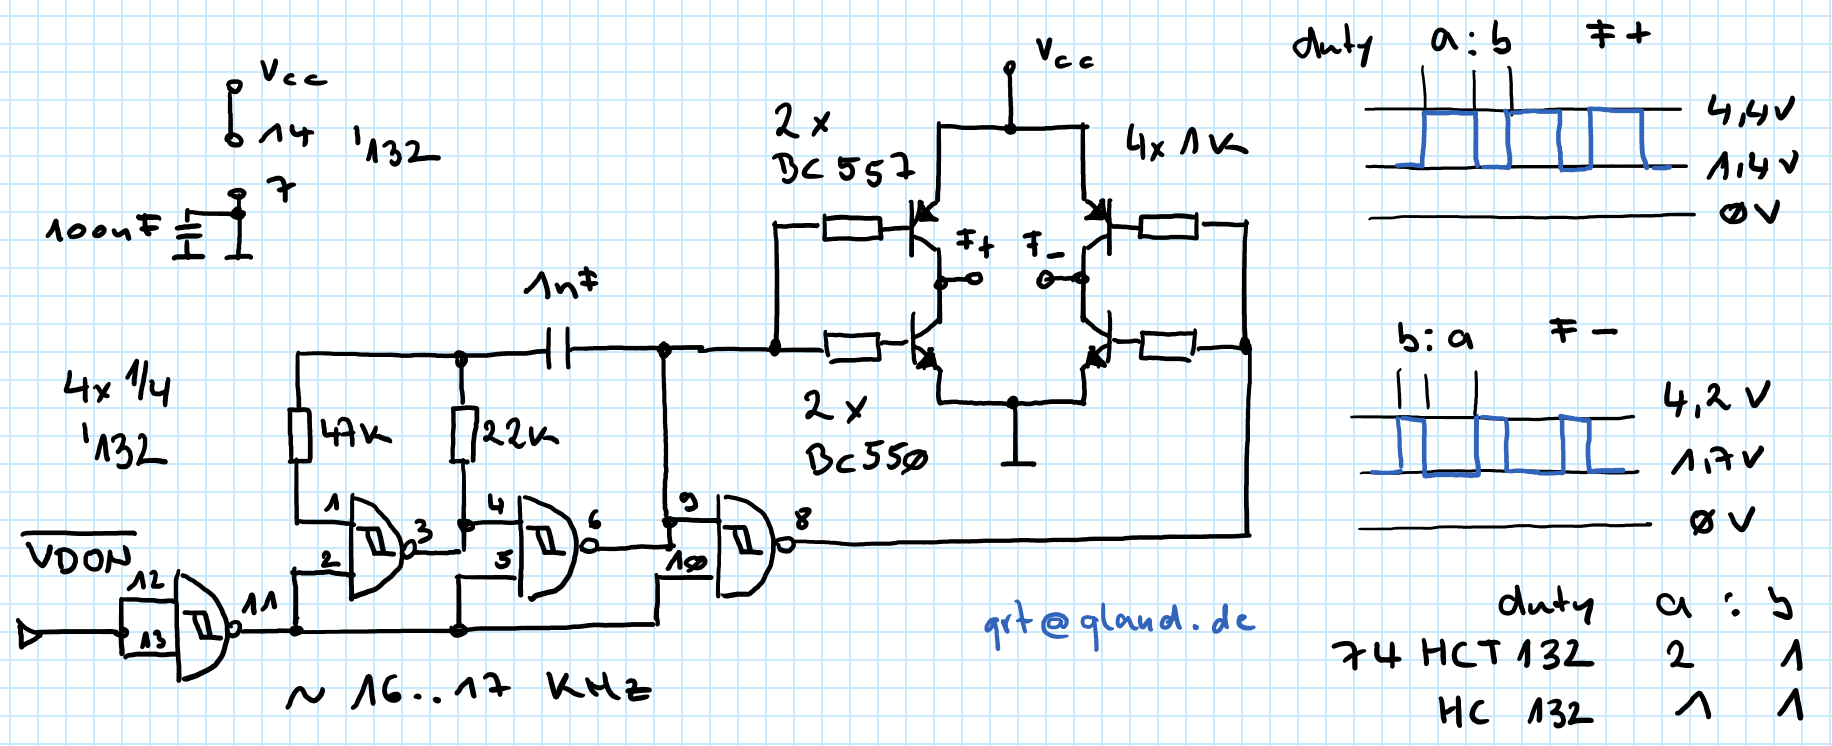 Vcc
14
'132
7
100nF
Vcc
2x
BC 557
4x 1K
F+
F-
1nF
4x 1/4
'132
47K
22K
2x
BC550
1
2
3
4
5
6
9
10
8
VDON
12
13
11
~ 16..17 KHz
grt@gland.de
duty a:b F+
4,4V
1,4V
0V
b:a F-
4,2V
1,7V
0V
duty a : b
74 HCT 132 2 1
HC 132 1 1